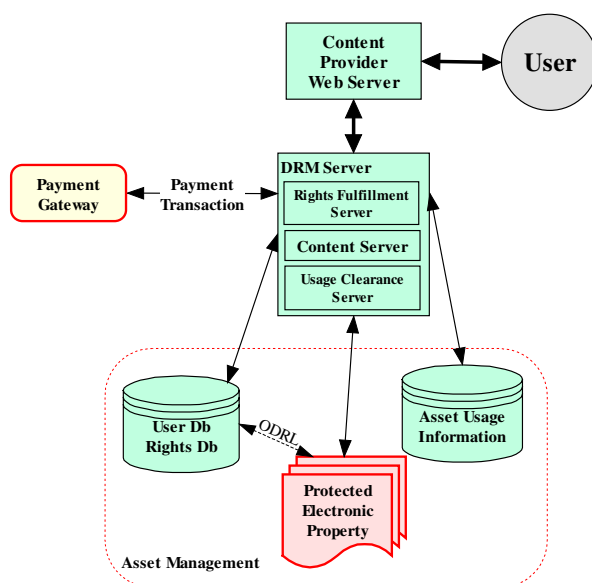 Content
Provider
Web Server
User
DRM Server
Rights Fulfillment
Server
Content Server
Usage Clearance
Server
Payment
Gateway
Payment
Transaction
User Db
Rights Db
ODRL
Asset Usage
Information
Protected
Electronic
Property
Asset Management